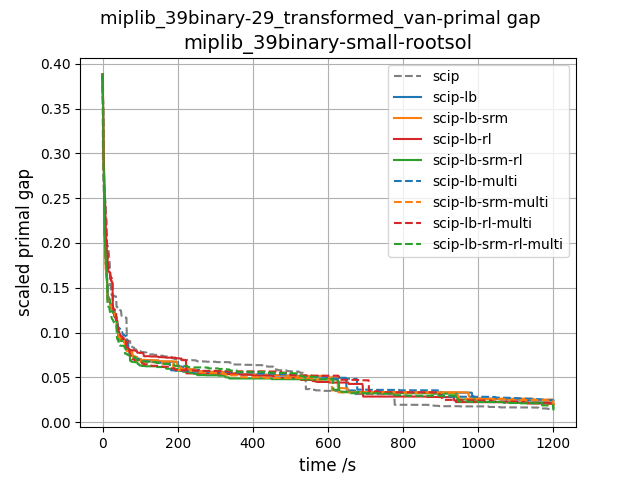 miplib_39binary-29_transformed_van-primal gap
miplib_39binary-small-rootsol
scaled primal gap
0.40
0.35
0.30
0.25
0.20
0.15
0.10
0.05
0.00
scip
scip-lb
scip-lb-srm
scip-lb-rl
scip-lb-srm-rl
scip-lb-multi
scip-lb-srm-multi
scip-lb-rl-multi
scip-lb-srm-rl-multi
0
200
400
600
800
1000
1200
time /s